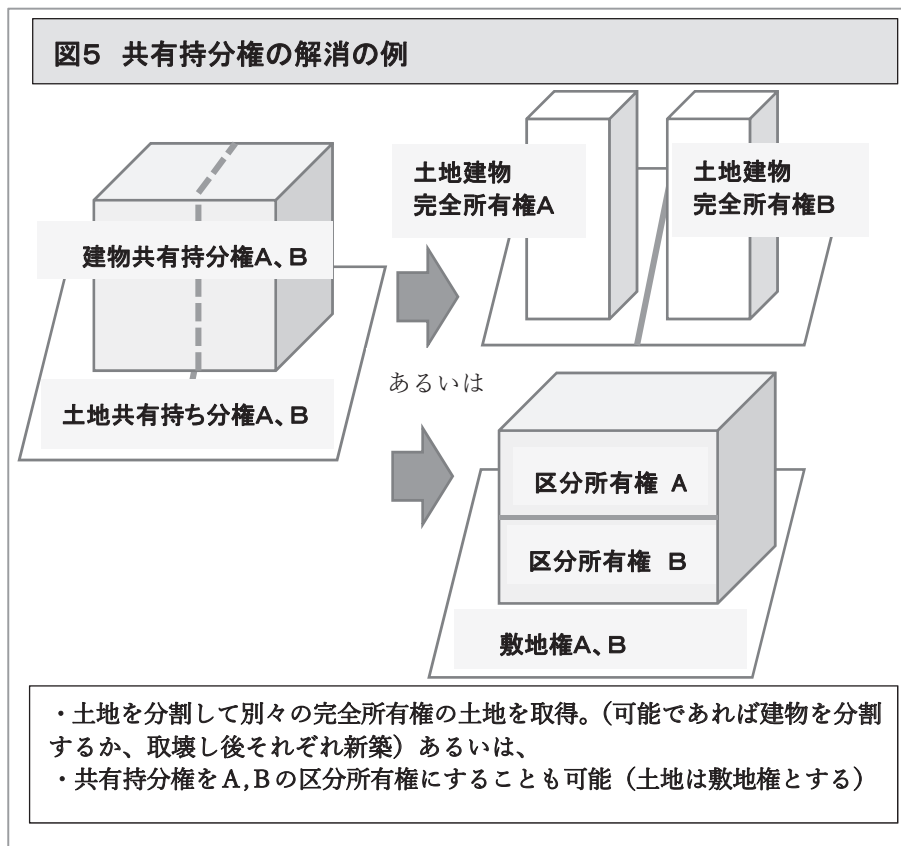 図5 共有持分権の解消の例
建物共有持分権A、B
土地共有持ち分権A、B
土地建物
完全所有権A
土地建物
完全所有権B
あるいは
区分所有権 A
区分所有権 B
敷地権A、B
・土地を分割して別々の完全所有権の土地を取得。（可能であれば建物を分割
するか、取壊し後それぞれ新築）あるいは、
・共有持分権をA,Bの区分所有権にすることも可能（土地は敷地権とする）